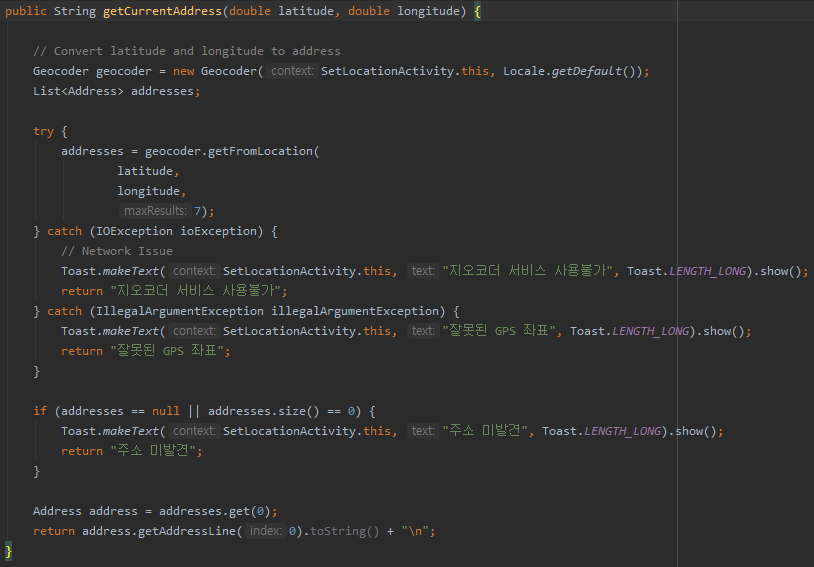 public String getCurrentAddress(double latitude, double longitude) {
// Convert latitude and longitude to address
Geocoder geocoder = new Geocoder( context: SetLocationActivity.this, Locale.getDefault());
List<Address> addresses;
try {
addresses = geocoder.getFromLocation(
latitude,
longitude,
maxResults: 7);
} catch (IOException ioException) {
// Network Issue
Toast.makeText( context: SetLocationActivity.this, text: "지오코더 서비스 사용불가", Toast.LENGTH_LONG).show();
return "지오코더 서비스 사용불가";
} catch (IllegalArgumentException illegalArgumentException) {
Toast.makeText( context: SetLocationActivity.this, text: "잘못된 GPS 좌표", Toast.LENGTH_LONG).show();
return "잘못된 GPS 좌표";
}
if (addresses == null || addresses.size() == 0) {
Toast.makeText( context: SetLocationActivity.this, text: "주소 미발견", Toast.LENGTH_LONG).show();
return "주소 미발견";
}
Address address = addresses.get(0);
return address.getAddressLine( index: 0).toString() + "\n";
}